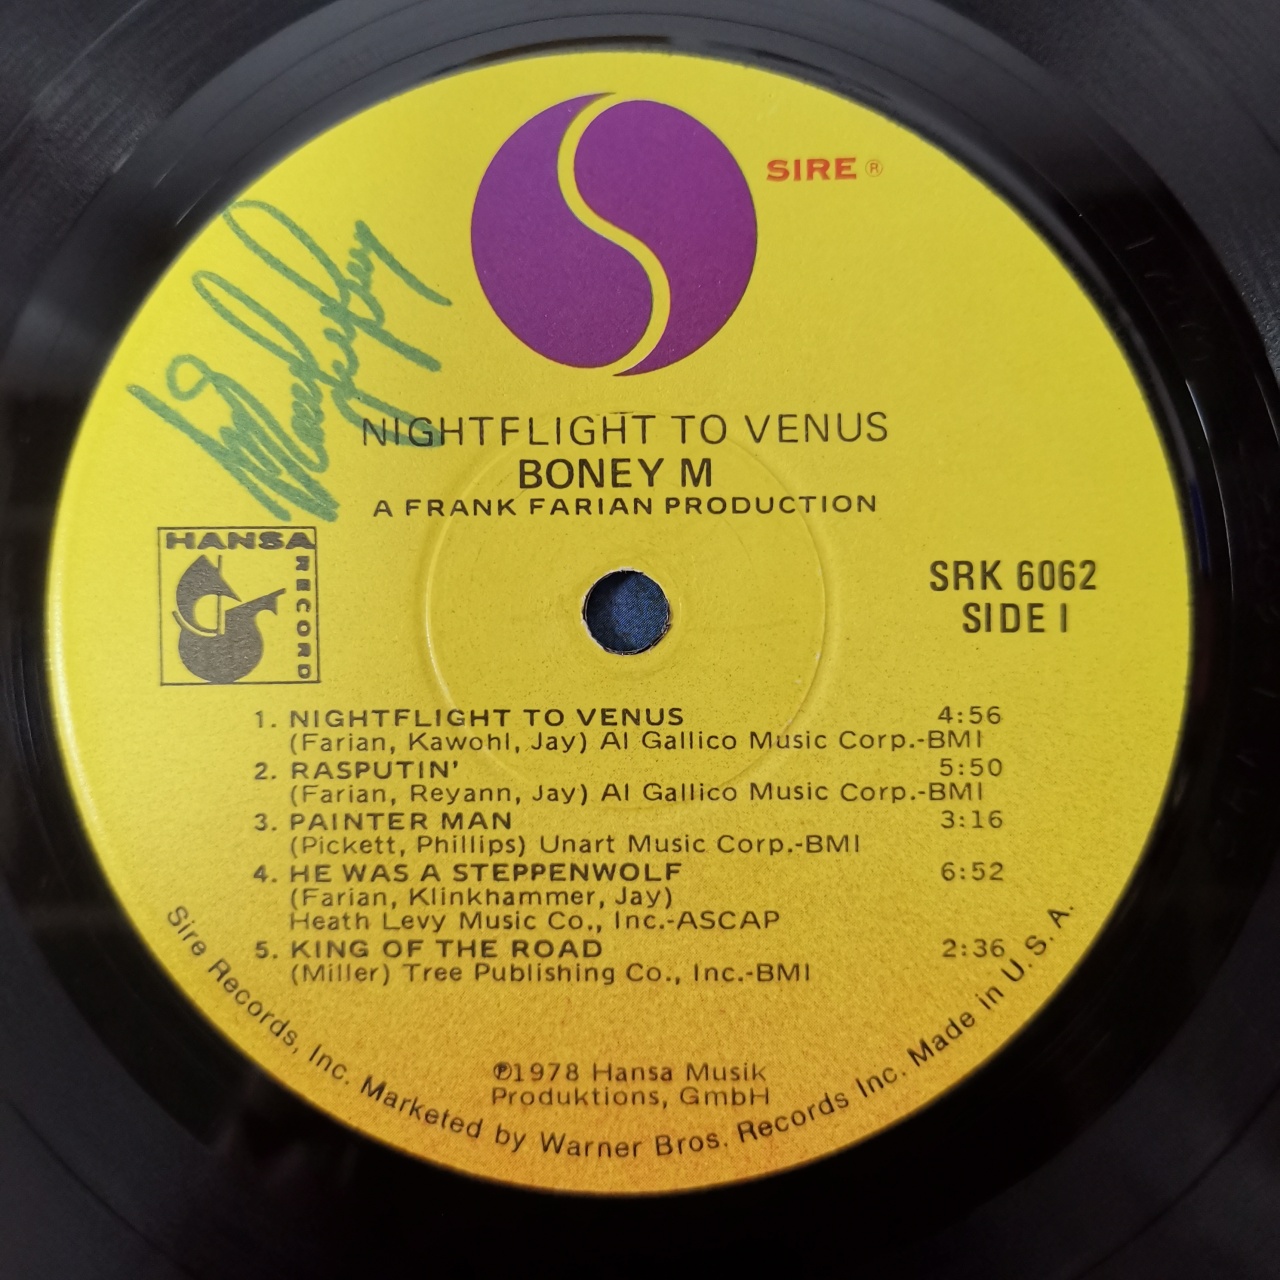 SIRE ®
NIGHTFLIGHT TO VENUS
BONEY M
A FRANK FARIAN PRODUCTION
HANSA
RECORD
SRK 6062
SIDE I
1. NIGHTFLIGHT TO VENUS 4:56
(Farian, Kawohl, Jay) Al Gallico Music Corp.-BMI
2. RASPUTIN' 5:50
(Farian, Reyann, Jay) Al Gallico Music Corp.-BMI
3. PAINTER MAN 3:16
(Pickett, Phillips) Unart Music Corp.-BMI
4. HE WAS A STEPPENWOLF 6:52
(Farian, Klinkhammer, Jay)
Heath Levy Music Co., Inc.-ASCAP
5. KING OF THE ROAD 2:36
(Miller) Tree Publishing Co., Inc.-BMI
℗1978 Hansa Musik
Produktions, GmbH
Sire Records, Inc. Marketed by Warner Bros. Records Inc. Made in U. S. A.